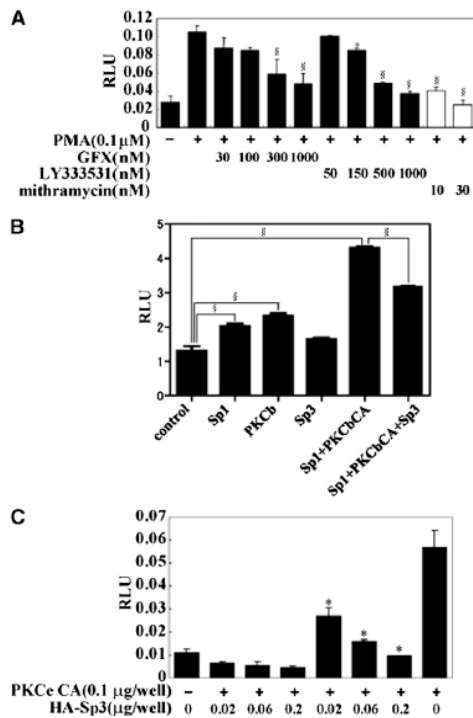 A
0.12
0.10
0.08
0.06
0.04
0.02
0
RLU
§ § * § § § §
PMA(0.1µM) − + + + + + + + + + + +
GFX(nM) 30 100 300 1000
LY333531(nM) 50 150 500 1000
mithramycin(nM) 10 30
B
5
4
3
2
1
0
RLU
§ §
§
§
control Sp1 PKCb Sp3 Sp1+PKCbCA Sp1+PKCbCA+Sp3
C
0.07
0.06
0.05
0.04
0.03
0.02
0.01
0
RLU
* * *
PKCe CA(0.1 µg/well) − + + + + + + +
HA-Sp3(µg/well) 0 0.02 0.06 0.2 0.02 0.06 0.2 0